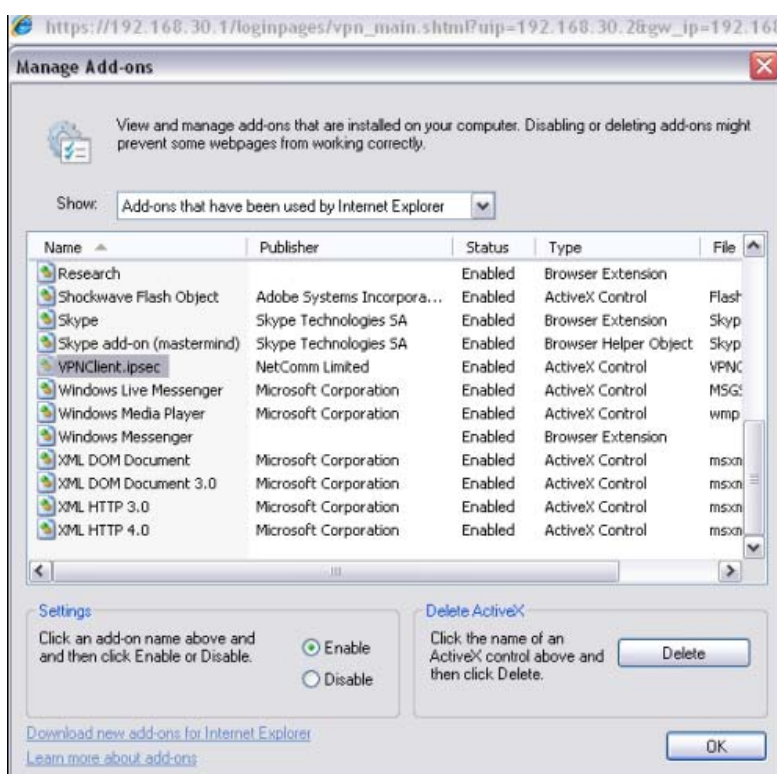 https://192.168.30.1/loginpages/vpn_main.shtml?uip=192.168.30.2&gw_ip=192.168
Manage Add-ons
View and manage add-ons that are installed on your computer. Disabling or deleting add-ons might
prevent some webpages from working correctly.
Show: Add-ons that have been used by Internet Explorer
Name Publisher Status Type File
Research Enabled Browser Extension
Shockwave Flash Object Adobe Systems Incorpora... Enabled ActiveX Control Flash
Skype Skype Technologies SA Enabled Browser Extension Skyp
Skype add-on (mastermind) Skype Technologies SA Enabled Browser Helper Object Skyp
VPNClient.ipsec NetComm Limited Enabled ActiveX Control VPNC
Windows Live Messenger Microsoft Corporation Enabled ActiveX Control MSGS
Windows Media Player Microsoft Corporation Enabled ActiveX Control wmp
Windows Messenger Enabled Browser Extension
XML DOM Document Microsoft Corporation Enabled ActiveX Control msxn
XML DOM Document 3.0 Microsoft Corporation Enabled ActiveX Control msxn
XML HTTP 3.0 Microsoft Corporation Enabled ActiveX Control msxn
XML HTTP 4.0 Microsoft Corporation Enabled ActiveX Control msxn
Settings
Click an add-on name above and
and then click Enable or Disable.
Enable
Disable
Delete ActiveX
Click the name of an
ActiveX control above and
then click Delete.
Delete
Download new add-ons for Internet Explorer
Learn more about add-ons
OK